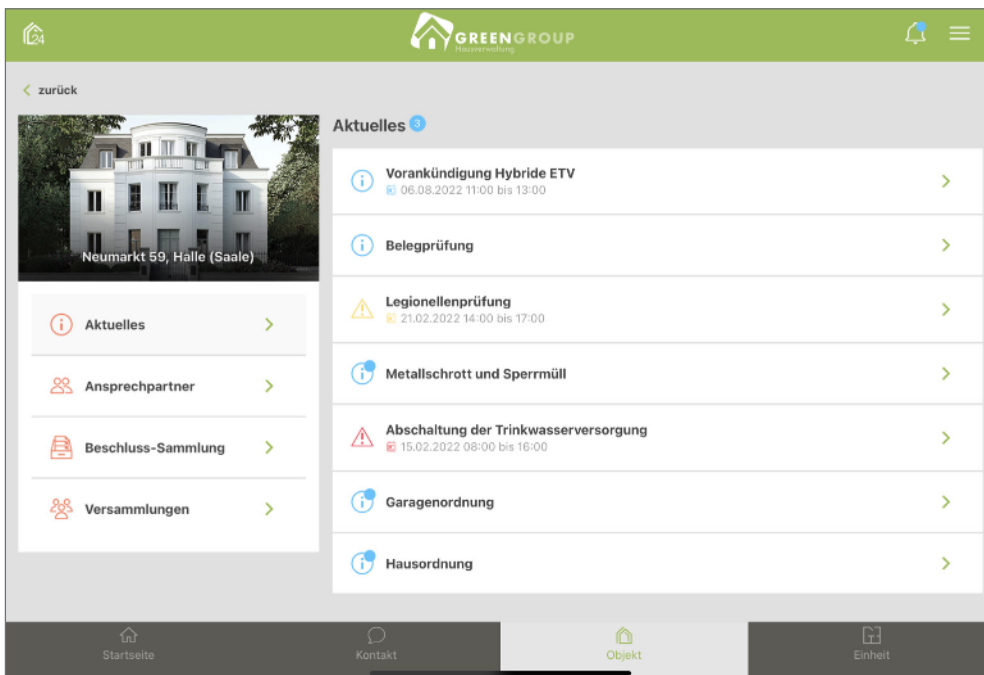 24
GREENGROUP
Hausverwaltung
zurück
Neumarkt 59, Halle (Saale)
Aktuelles
Ansprechpartner
Beschluss-Sammlung
Versammlungen
Aktuelles 3
Vorankündigung Hybride ETV
06.08.2022 11:00 bis 13:00
Belegprüfung
Legionellenprüfung
21.02.2022 14:00 bis 17:00
Metallschrott und Sperrmüll
Abschaltung der Trinkwasserversorgung
15.02.2022 08:00 bis 16:00
Garagenordnung
Hausordnung
Startseite
Kontakt
Objekt
Einheit